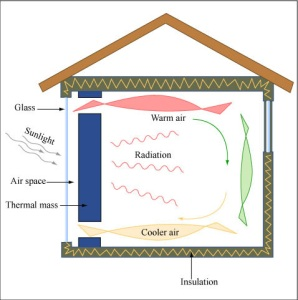 Glass
Warm air
Sunlight
Radiation
Air space
Thermal mass
Cooler air
Insulation